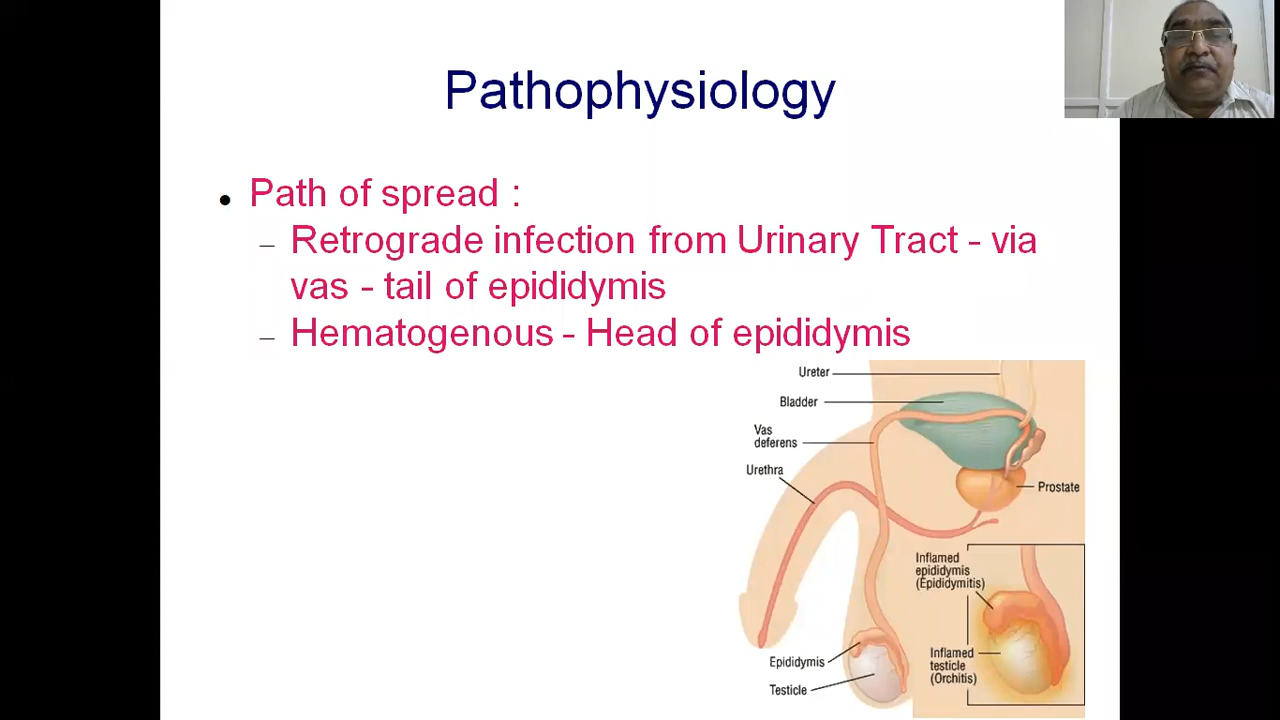 Pathophysiology
● Path of spread :
– Retrograde infection from Urinary Tract - via
vas - tail of epididymis
– Hematogenous - Head of epididymis
Ureter
Bladder
Vas
deferens
Urethra
Prostate
Inflamed
epididymis
(Epididymitis)
Inflamed
testicle
(Orchitis)
Epididymis
Testicle